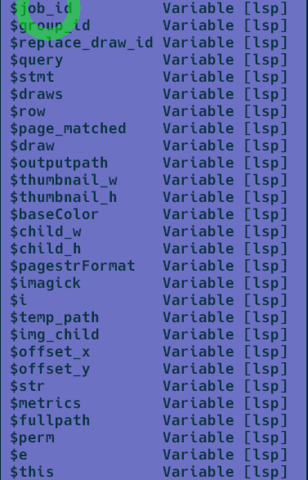 $job_id Variable [lsp]
$group_id Variable [lsp]
$replace_draw_id Variable [lsp]
$query Variable [lsp]
$stmt Variable [lsp]
$draws Variable [lsp]
$row Variable [lsp]
$page_matched Variable [lsp]
$draw Variable [lsp]
$outputpath Variable [lsp]
$thumbnail_w Variable [lsp]
$thumbnail_h Variable [lsp]
$baseColor Variable [lsp]
$child_w Variable [lsp]
$child_h Variable [lsp]
$pagestrFormat Variable [lsp]
$imagick Variable [lsp]
$i Variable [lsp]
$temp_path Variable [lsp]
$img_child Variable [lsp]
$offset_x Variable [lsp]
$offset_y Variable [lsp]
$str Variable [lsp]
$metrics Variable [lsp]
$fullpath Variable [lsp]
$perm Variable [lsp]
$e Variable [lsp]
$this Variable [lsp]